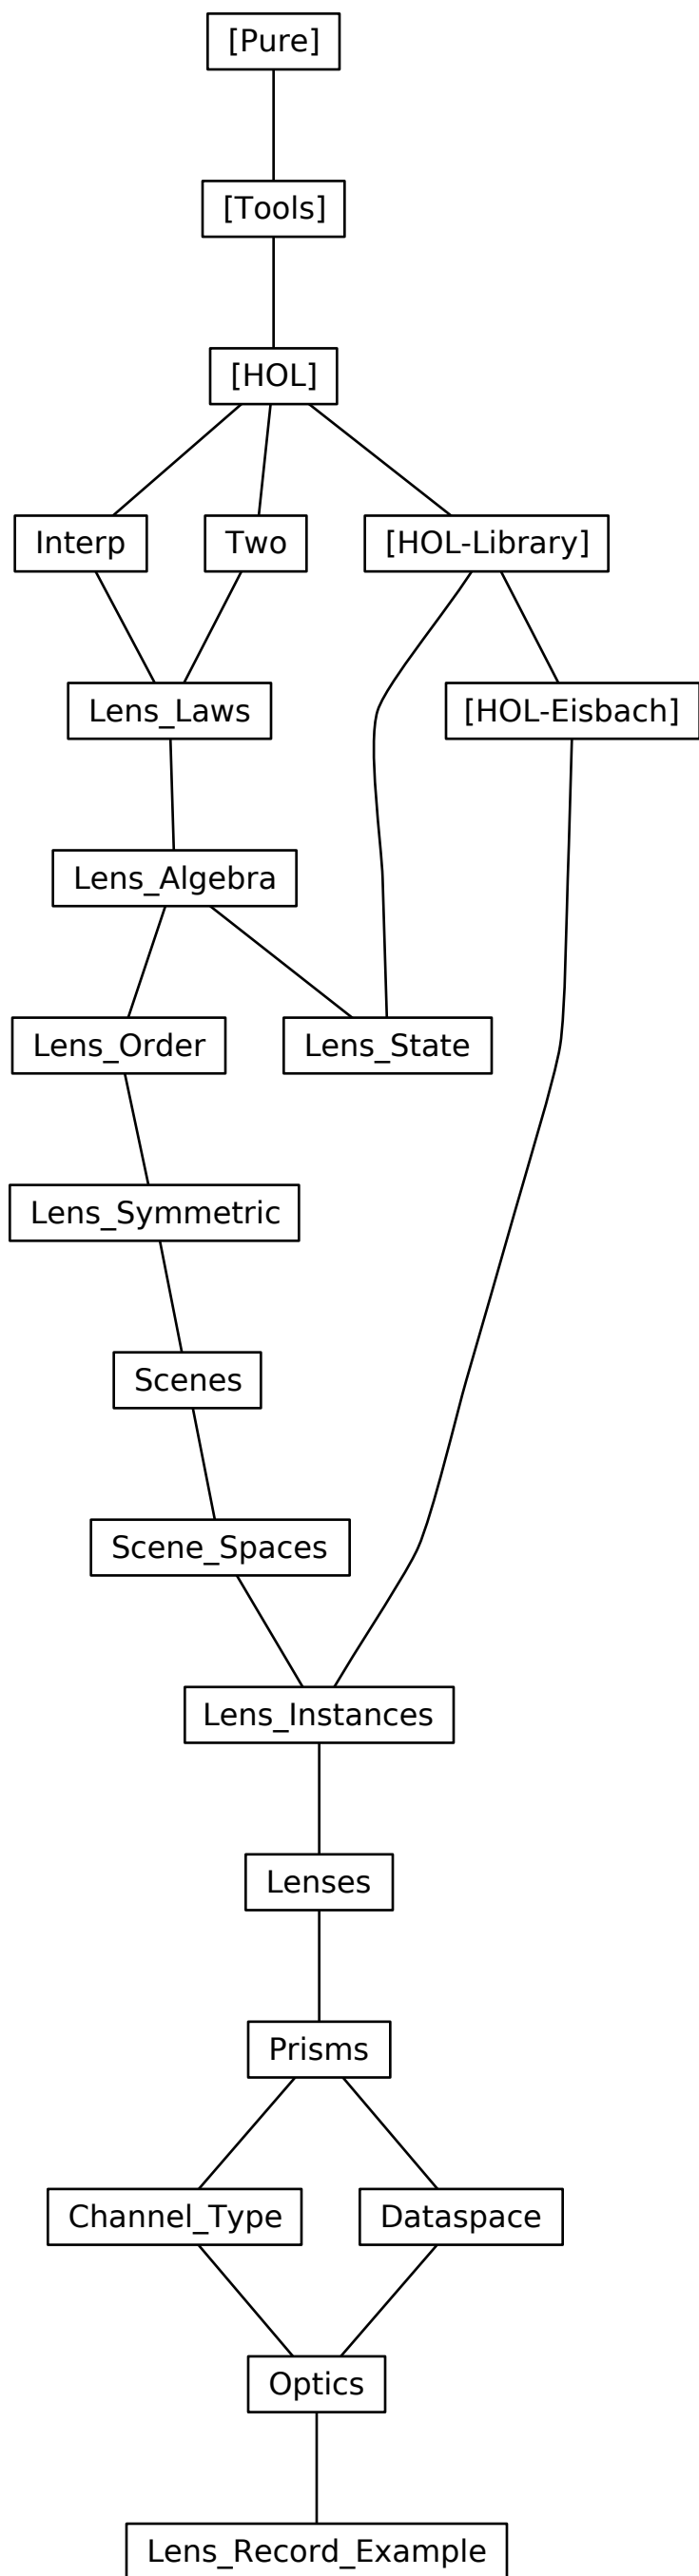 [Pure]
[Tools]
[HOL]
Interp
Two
[HOL-Library]
Lens_Laws
[HOL-Eisbach]
Lens_Algebra
Lens_Order
Lens_State
Lens_Symmetric
Scenes
Scene_Spaces
Lens_Instances
Lenses
Prisms
Channel_Type
Dataspace
Optics
Lens_Record_Example